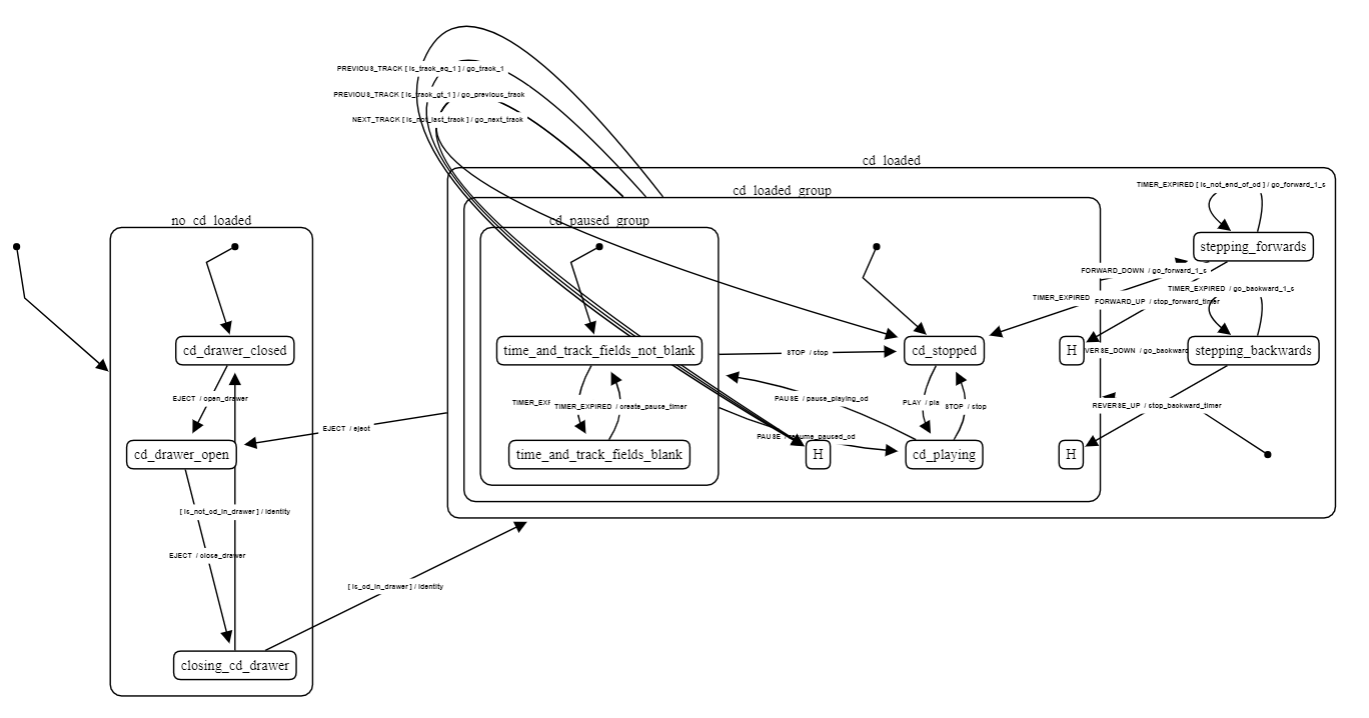 PREVIOUS_TRACK [ is_track_eq_1 ] / go_track_1
PREVIOUS_TRACK [ is_track_gt_1 ] / go_previous_track
NEXT_TRACK [ is_not_last_track ] / go_next_track
cd_loaded
TIMER_EXPIRED [ is_not_end_of_cd ] / go_forward_1_s
cd_loaded_group
no_cd_loaded
cd_paused_group
stepping_forwards
FORWARD_DOWN / go_forward_1_s
TIMER_EXPIRED / go_backward_1_s
TIMER_EXPIRED
FORWARD_UP / stop_forward_timer
cd_drawer_closed
time_and_track_fields_not_blank
STOP / stop
cd_stopped
H
VERSE_DOWN / go_backward
stepping_backwards
EJECT / open_drawer
TIMER_EXP
TIMER_EXPIRED / create_pause_timer
PAUSE / pause_playing_cd
PLAY / pla
STOP / stop
REVERSE_UP / stop_backward_timer
EJECT / eject
PAUSE / resume_paused_cd
cd_drawer_open
time_and_track_fields_blank
H
cd_playing
H
[ is_not_cd_in_drawer ] / identity
EJECT / close_drawer
[ is_cd_in_drawer ] / identity
closing_cd_drawer